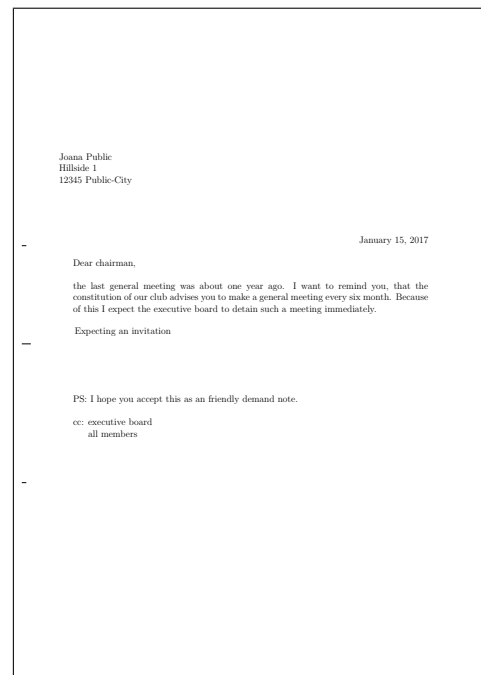 Joana Public
Hillside 1
12345 Public-City
January 15, 2017
Dear chairman,
the last general meeting was about one year ago. I want to remind you, that the
constitution of our club advises you to make a general meeting every six month. Because
of this I expect the executive board to detain such a meeting immediately.
Expecting an invitation
PS: I hope you accept this as an friendly demand note.
cc: executive board
all members